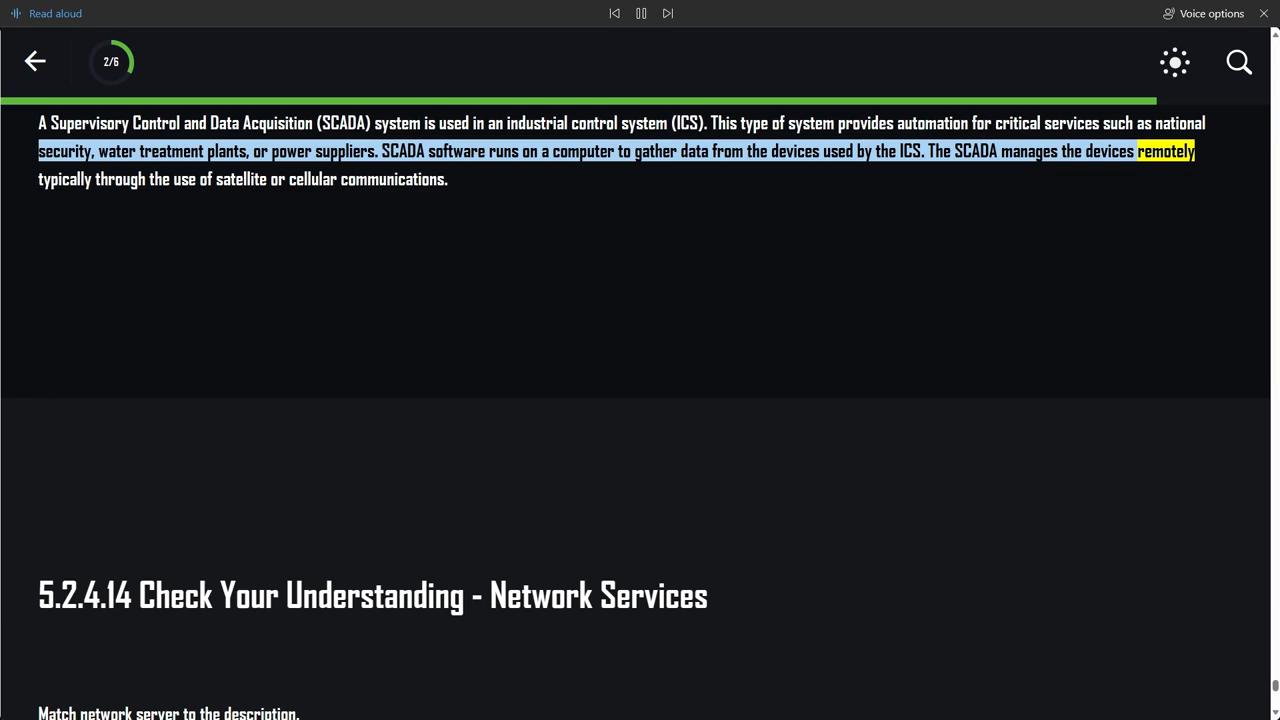 Read aloud
Voice options
2/6
A Supervisory Control and Data Acquisition (SCADA) system is used in an industrial control system (ICS). This type of system provides automation for critical services such as national
security, water treatment plants, or power suppliers. SCADA software runs on a computer to gather data from the devices used by the ICS. The SCADA manages the devices remotely
typically through the use of satellite or cellular communications.
5.2.4.14 Check Your Understanding - Network Services
Match network server to the description.